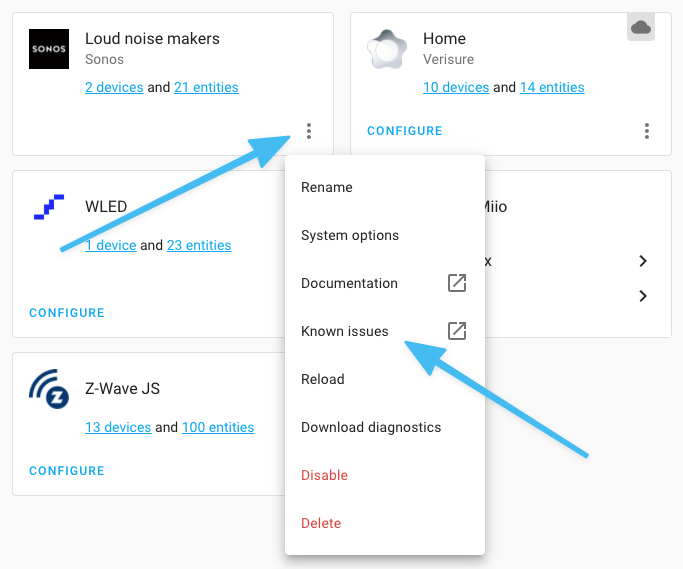 SONOS
Loud noise makers
Sonos
2 devices and 21 entities
Home
Verisure
10 devices and 14 entities
CONFIGURE
WLED
1 device and 23 entities
CONFIGURE
Miio
x
Z-Wave JS
13 devices and 100 entities
CONFIGURE
Rename
System options
Documentation
Known issues
Reload
Download diagnostics
Disable
Delete